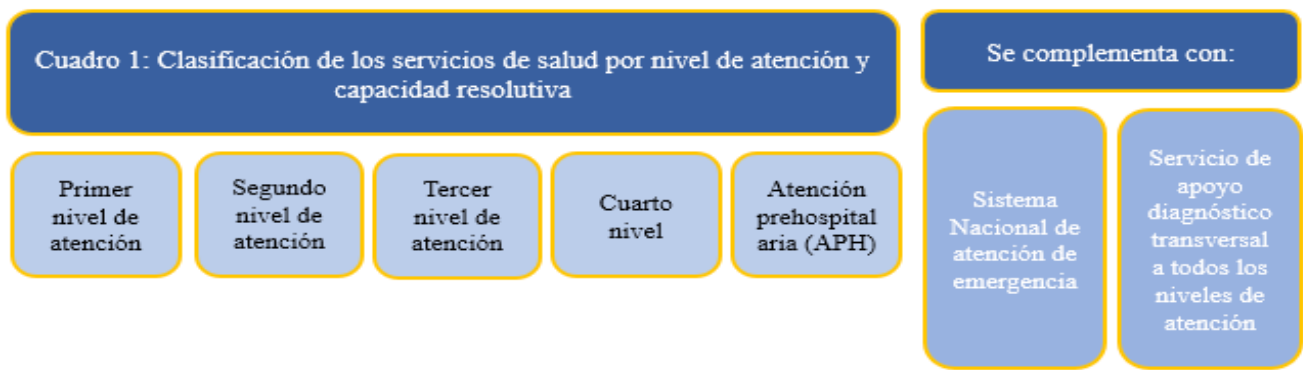 Cuadro 1: Clasificación de los servicios de salud por nivel de atención y
capacidad resolutiva
Primer
nivel de
atención
Segundo
nivel de
atención
Tercer
nivel de
atención
Cuarto
nivel
Atención
prehospital
aria (APH)
Se complementa con:
Sistema
Nacional de
atención de
emergencia
Servicio de
apoyo
diagnóstico
transversal
a todos los
niveles de
atención